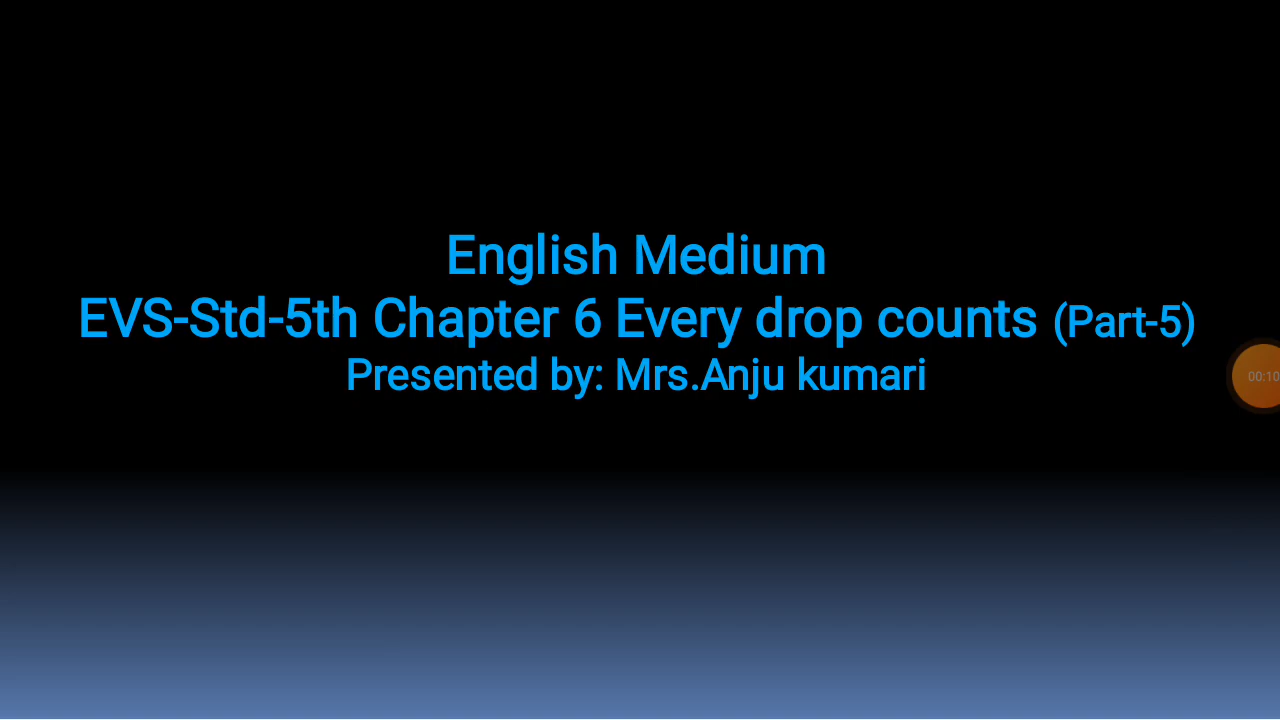 English Medium
EVS-Std-5th Chapter 6 Every drop counts (Part-5)
Presented by: Mrs.Anju kumari
00:10